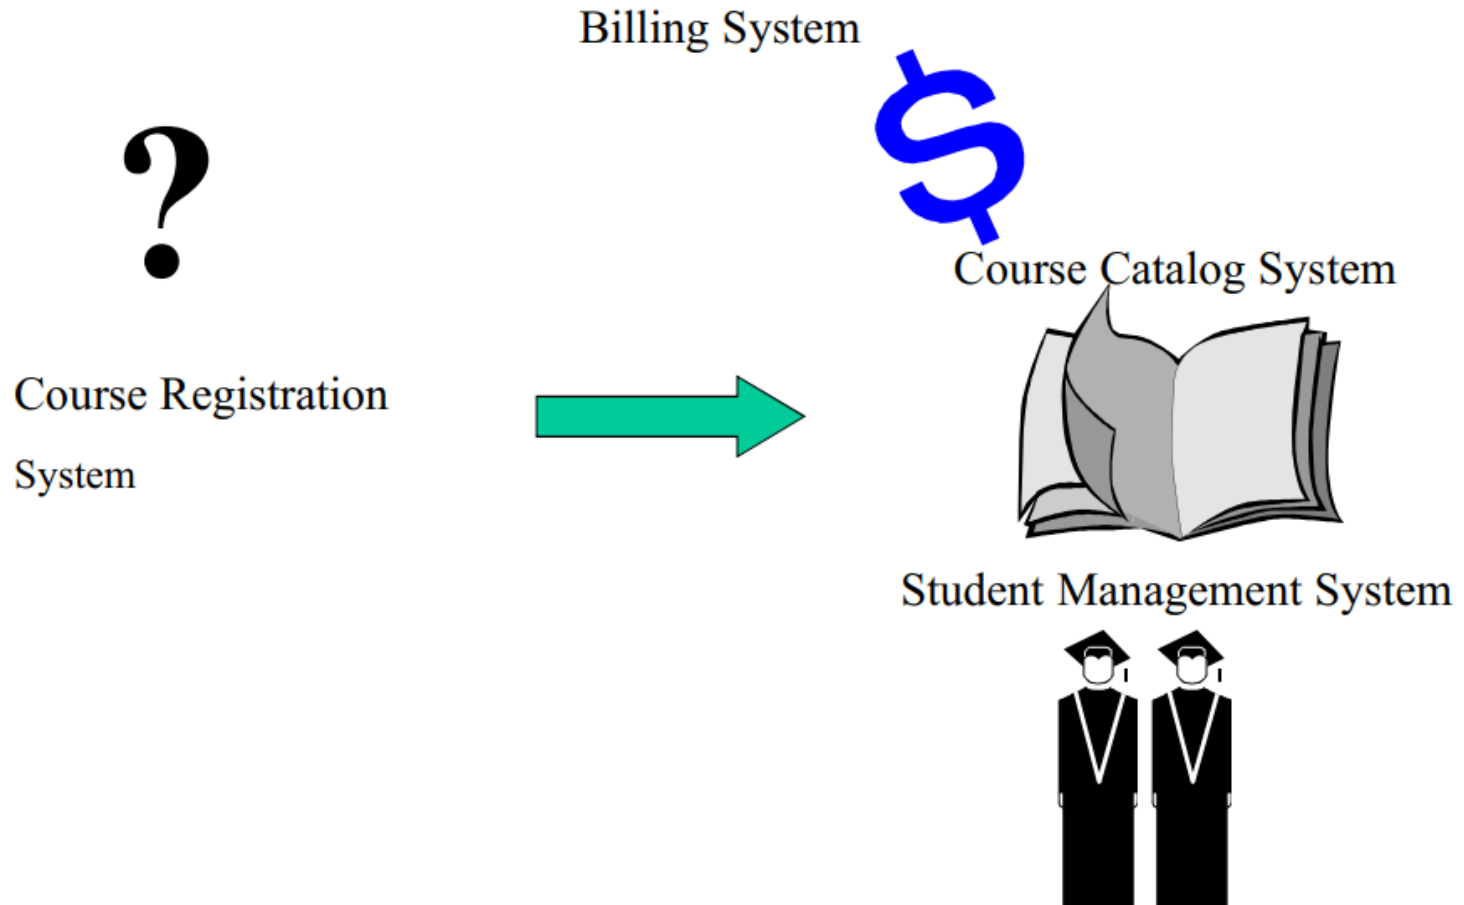 Billing System
?
$
Course Catalog System
Course Registration
System
Student Management System